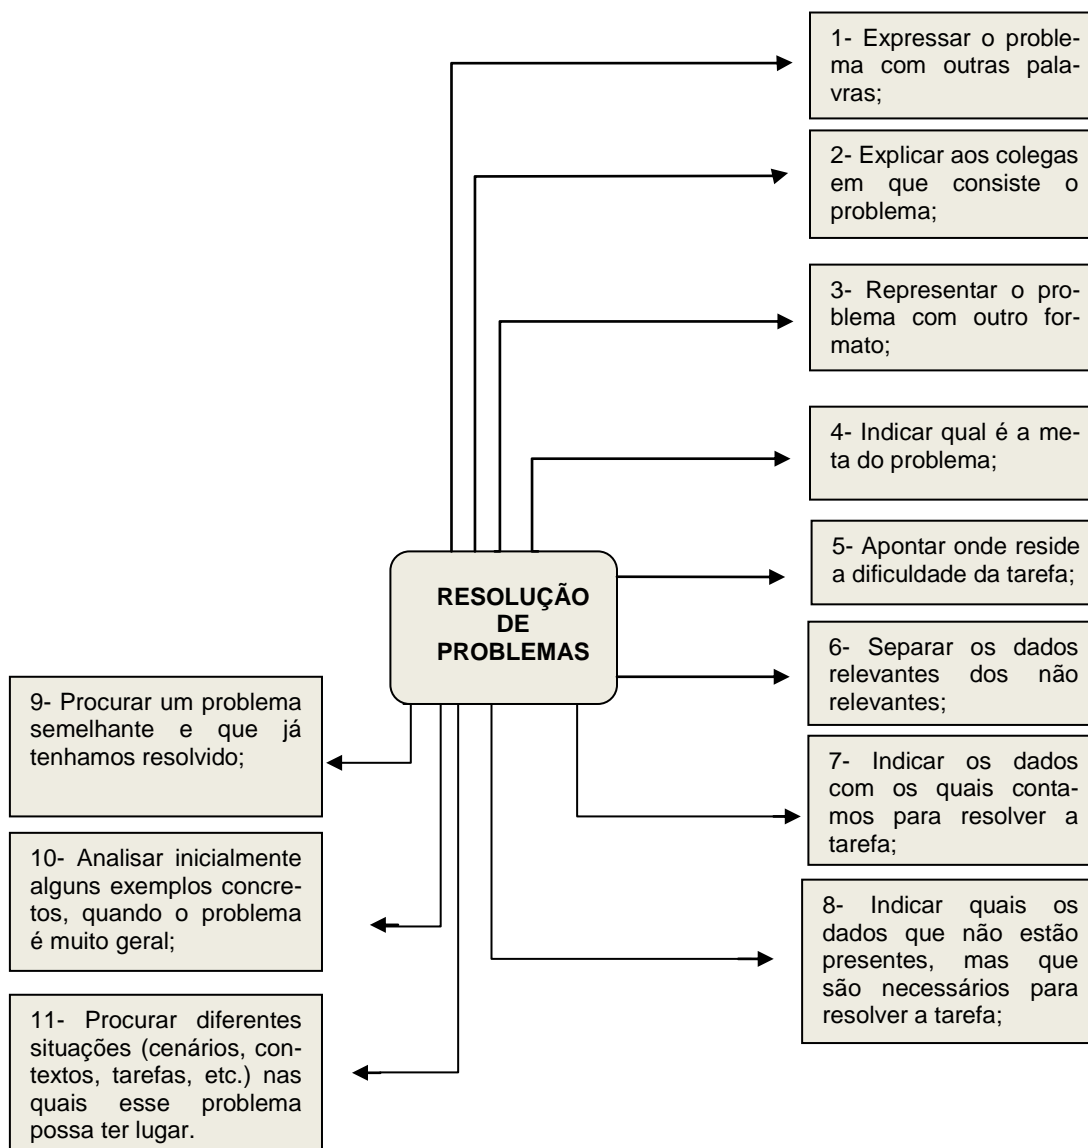 1- Expressar o proble-
ma com outras pala-
vras;
2- Explicar aos colegas
em que consiste o
problema;
3- Representar o pro-
blema com outro for-
mato;
4- Indicar qual é a me-
ta do problema;
5- Apontar onde reside
a dificuldade da tarefa;
RESOLUÇÃO
DE
PROBLEMAS
6- Separar os dados
relevantes dos não
relevantes;
7- Indicar os dados
com os quais conta-
mos para resolver a
tarefa;
8- Indicar quais os
dados que não estão
presentes, mas que
são necessários para
resolver a tarefa;
9- Procurar um problema
semelhante e que já
tenhamos resolvido;
10- Analisar inicialmente
alguns exemplos concre-
tos, quando o problema
é muito geral;
11- Procurar diferentes
situações (cenários, con-
textos, tarefas, etc.) nas
quais esse problema
possa ter lugar.